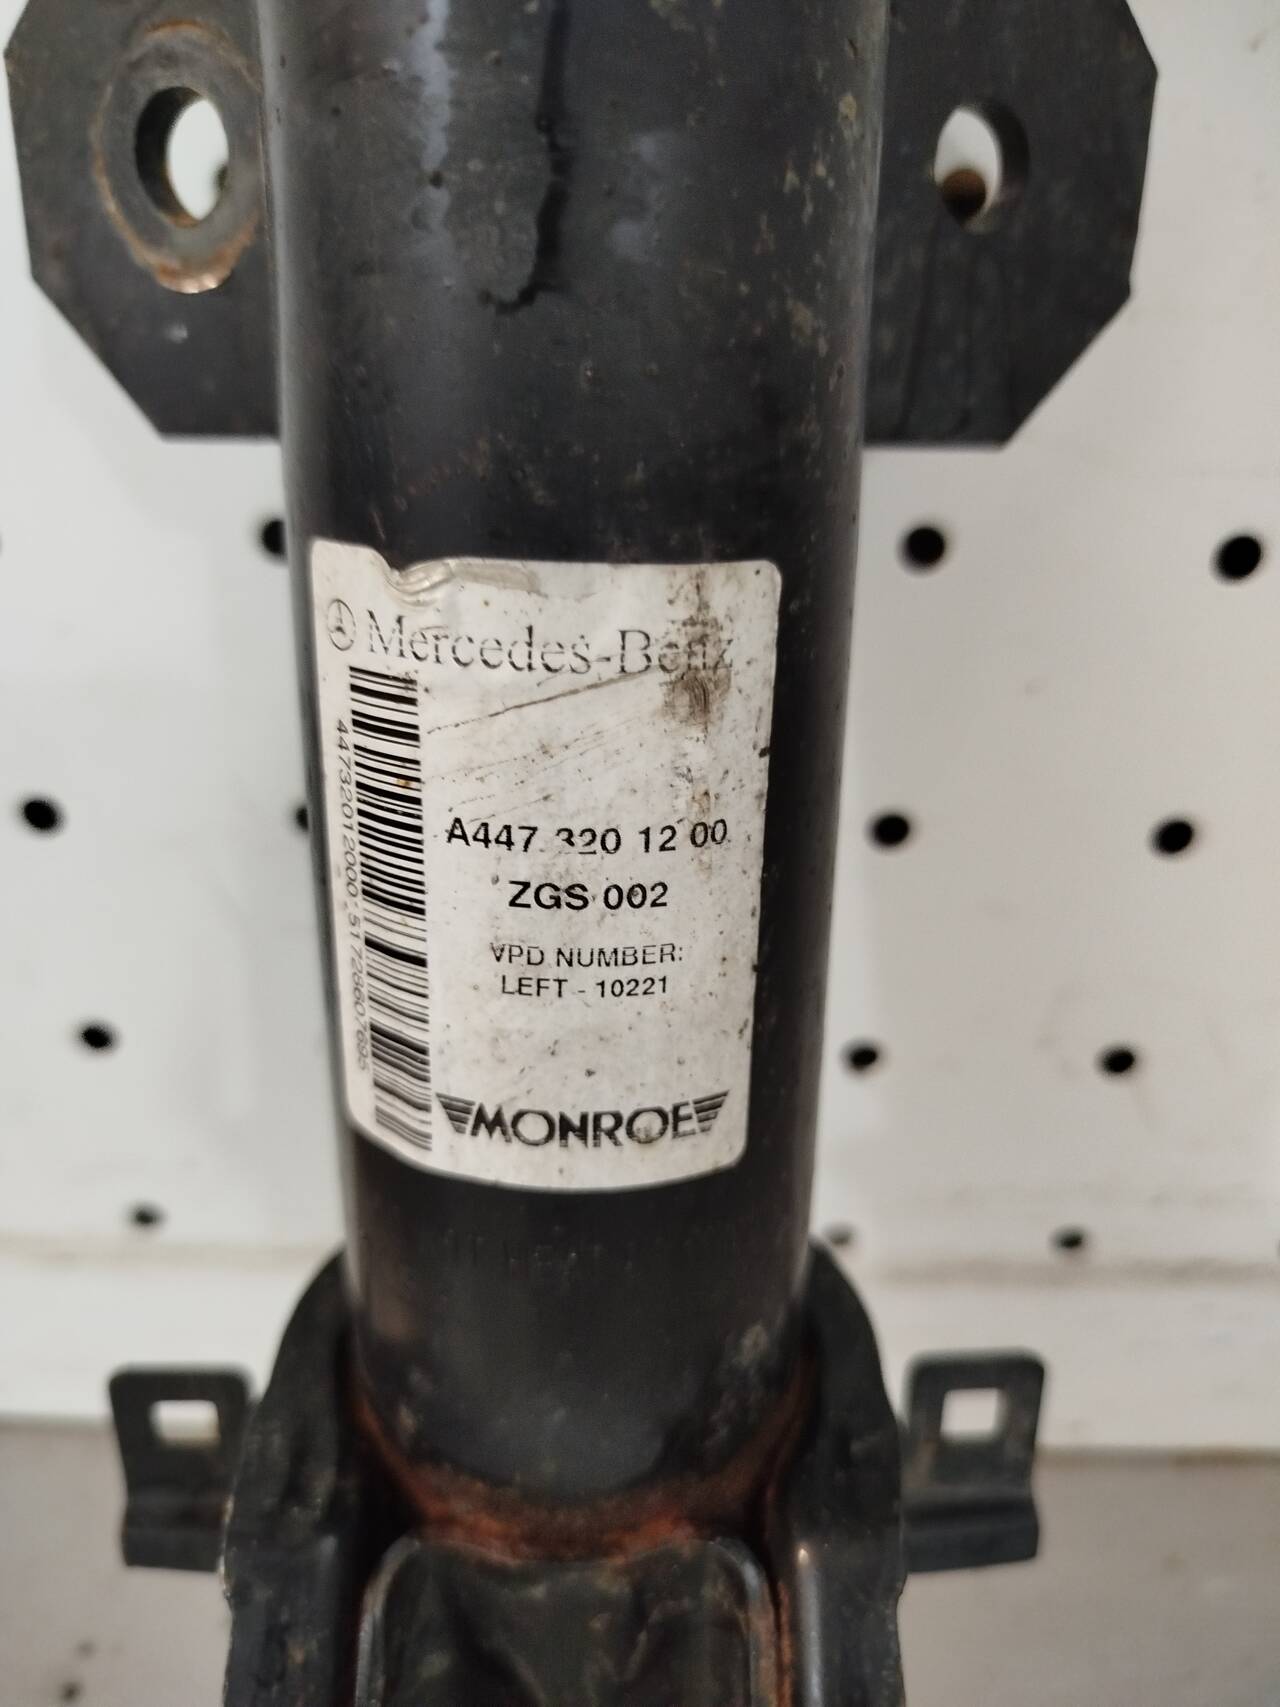 Mercedes-Benz
A447 320 12 00
ZGS 002
VPD NUMBER:
LEFT - 10221
MONROE